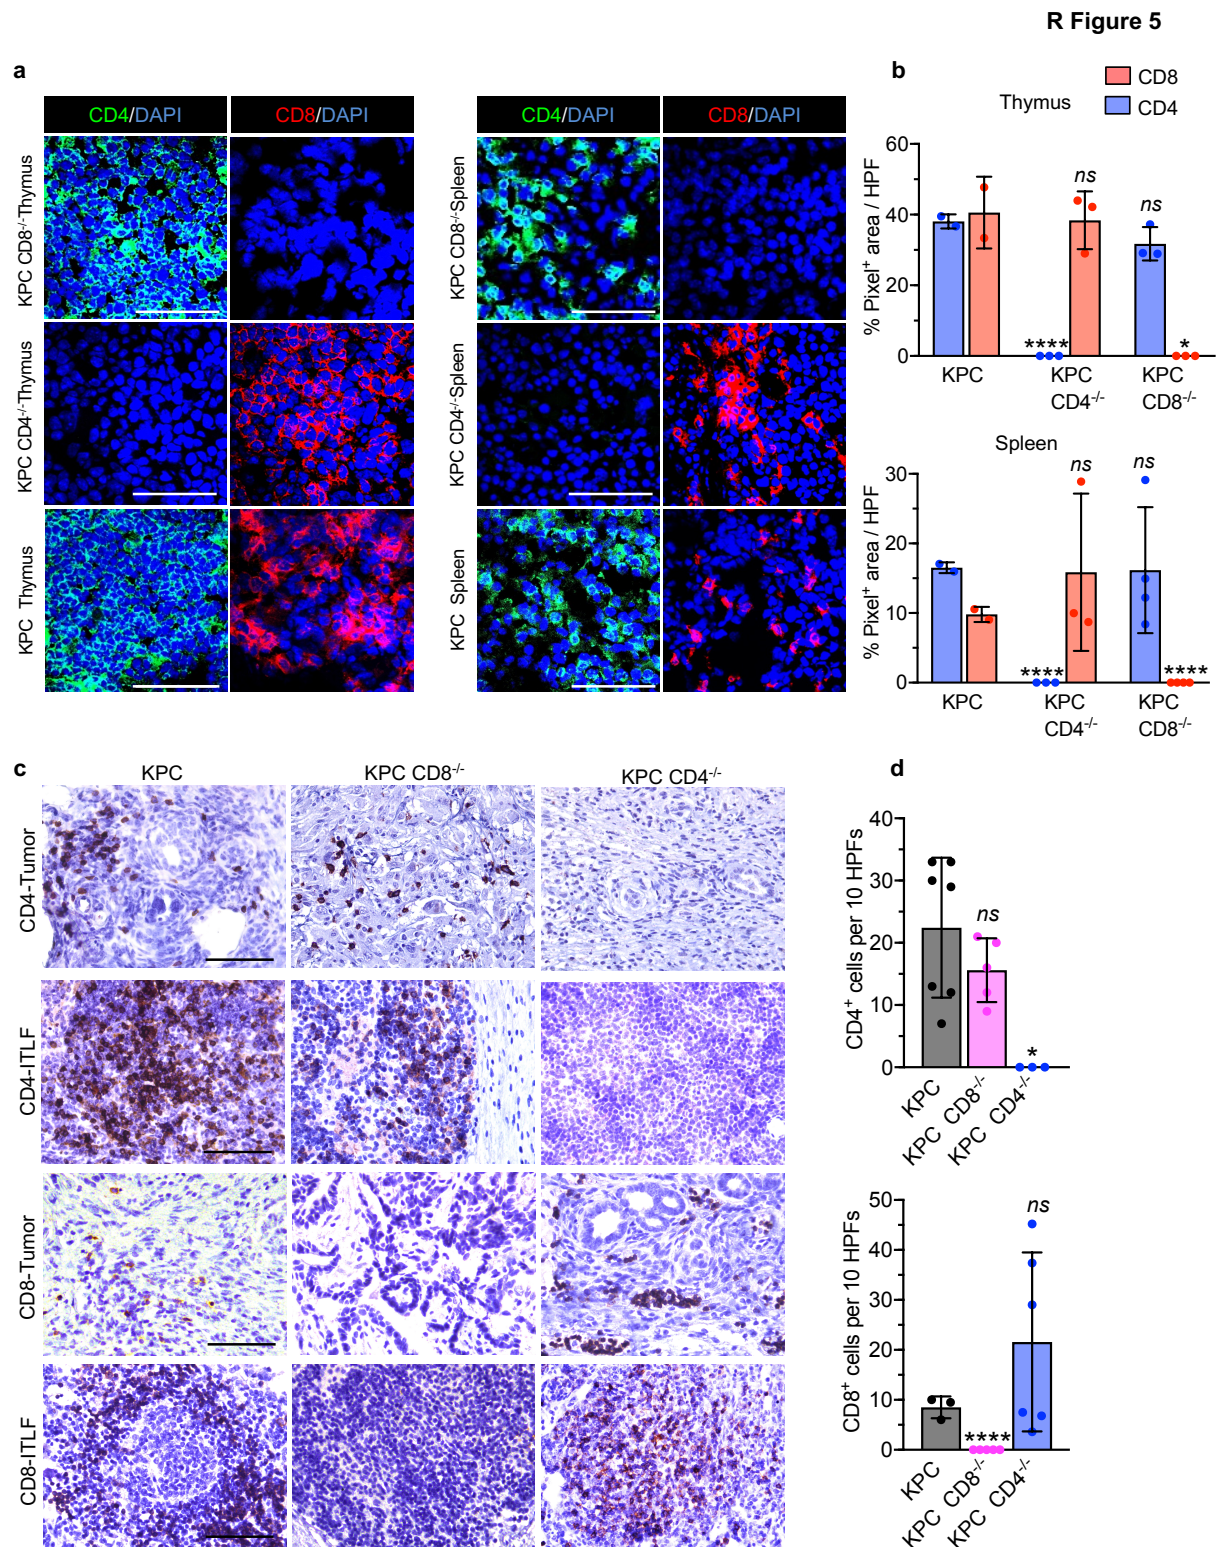 R Figure 5
a
CD4/DAPI CD8/DAPI CD4/DAPI CD8/DAPI
KPC CD8-/-Thymus
KPC CD8-/-Spleen
KPC CD4-/-Thymus
KPC CD4-/-Spleen
KPC Thymus
KPC Spleen
b
CD8
CD4
Thymus
% Pixel+ area / HPF
60
40
20
0
ns
ns
****
*
KPC
KPC CD4-/-
KPC CD8-/-
Spleen
% Pixel+ area / HPF
30
20
10
0
ns
ns
****
****
KPC
KPC CD4-/-
KPC CD8-/-
c
KPC KPC CD8-/- KPC CD4-/-
CD4-Tumor
CD4-ITLF
CD8-Tumor
CD8-ITLF
d
CD4+ cells per 10 HPFs
40
30
20
10
0
ns
*
KPC
KPC CD8-/-
KPC CD4-/-
CD8+ cells per 10 HPFs
50
40
30
20
10
0
ns
****
KPC
KPC CD8-/-
KPC CD4-/-